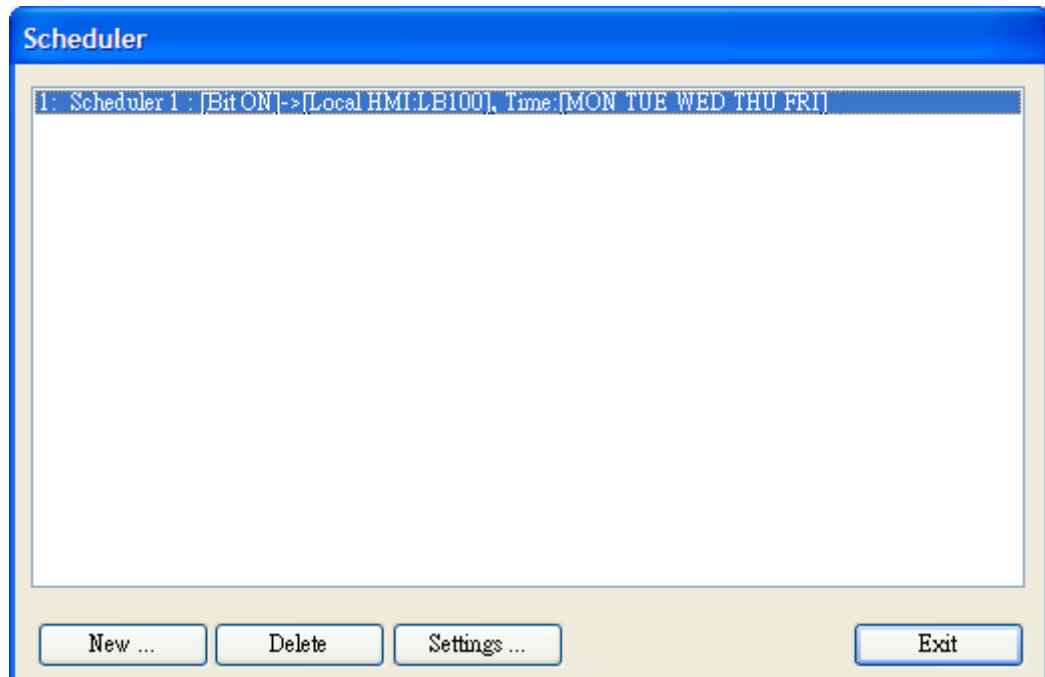 Scheduler
1: Scheduler 1 : [Bit ON]->[Local HMI:LB100], Time:[MON TUE WED THU FRI]
New ... Delete Settings ... Exit